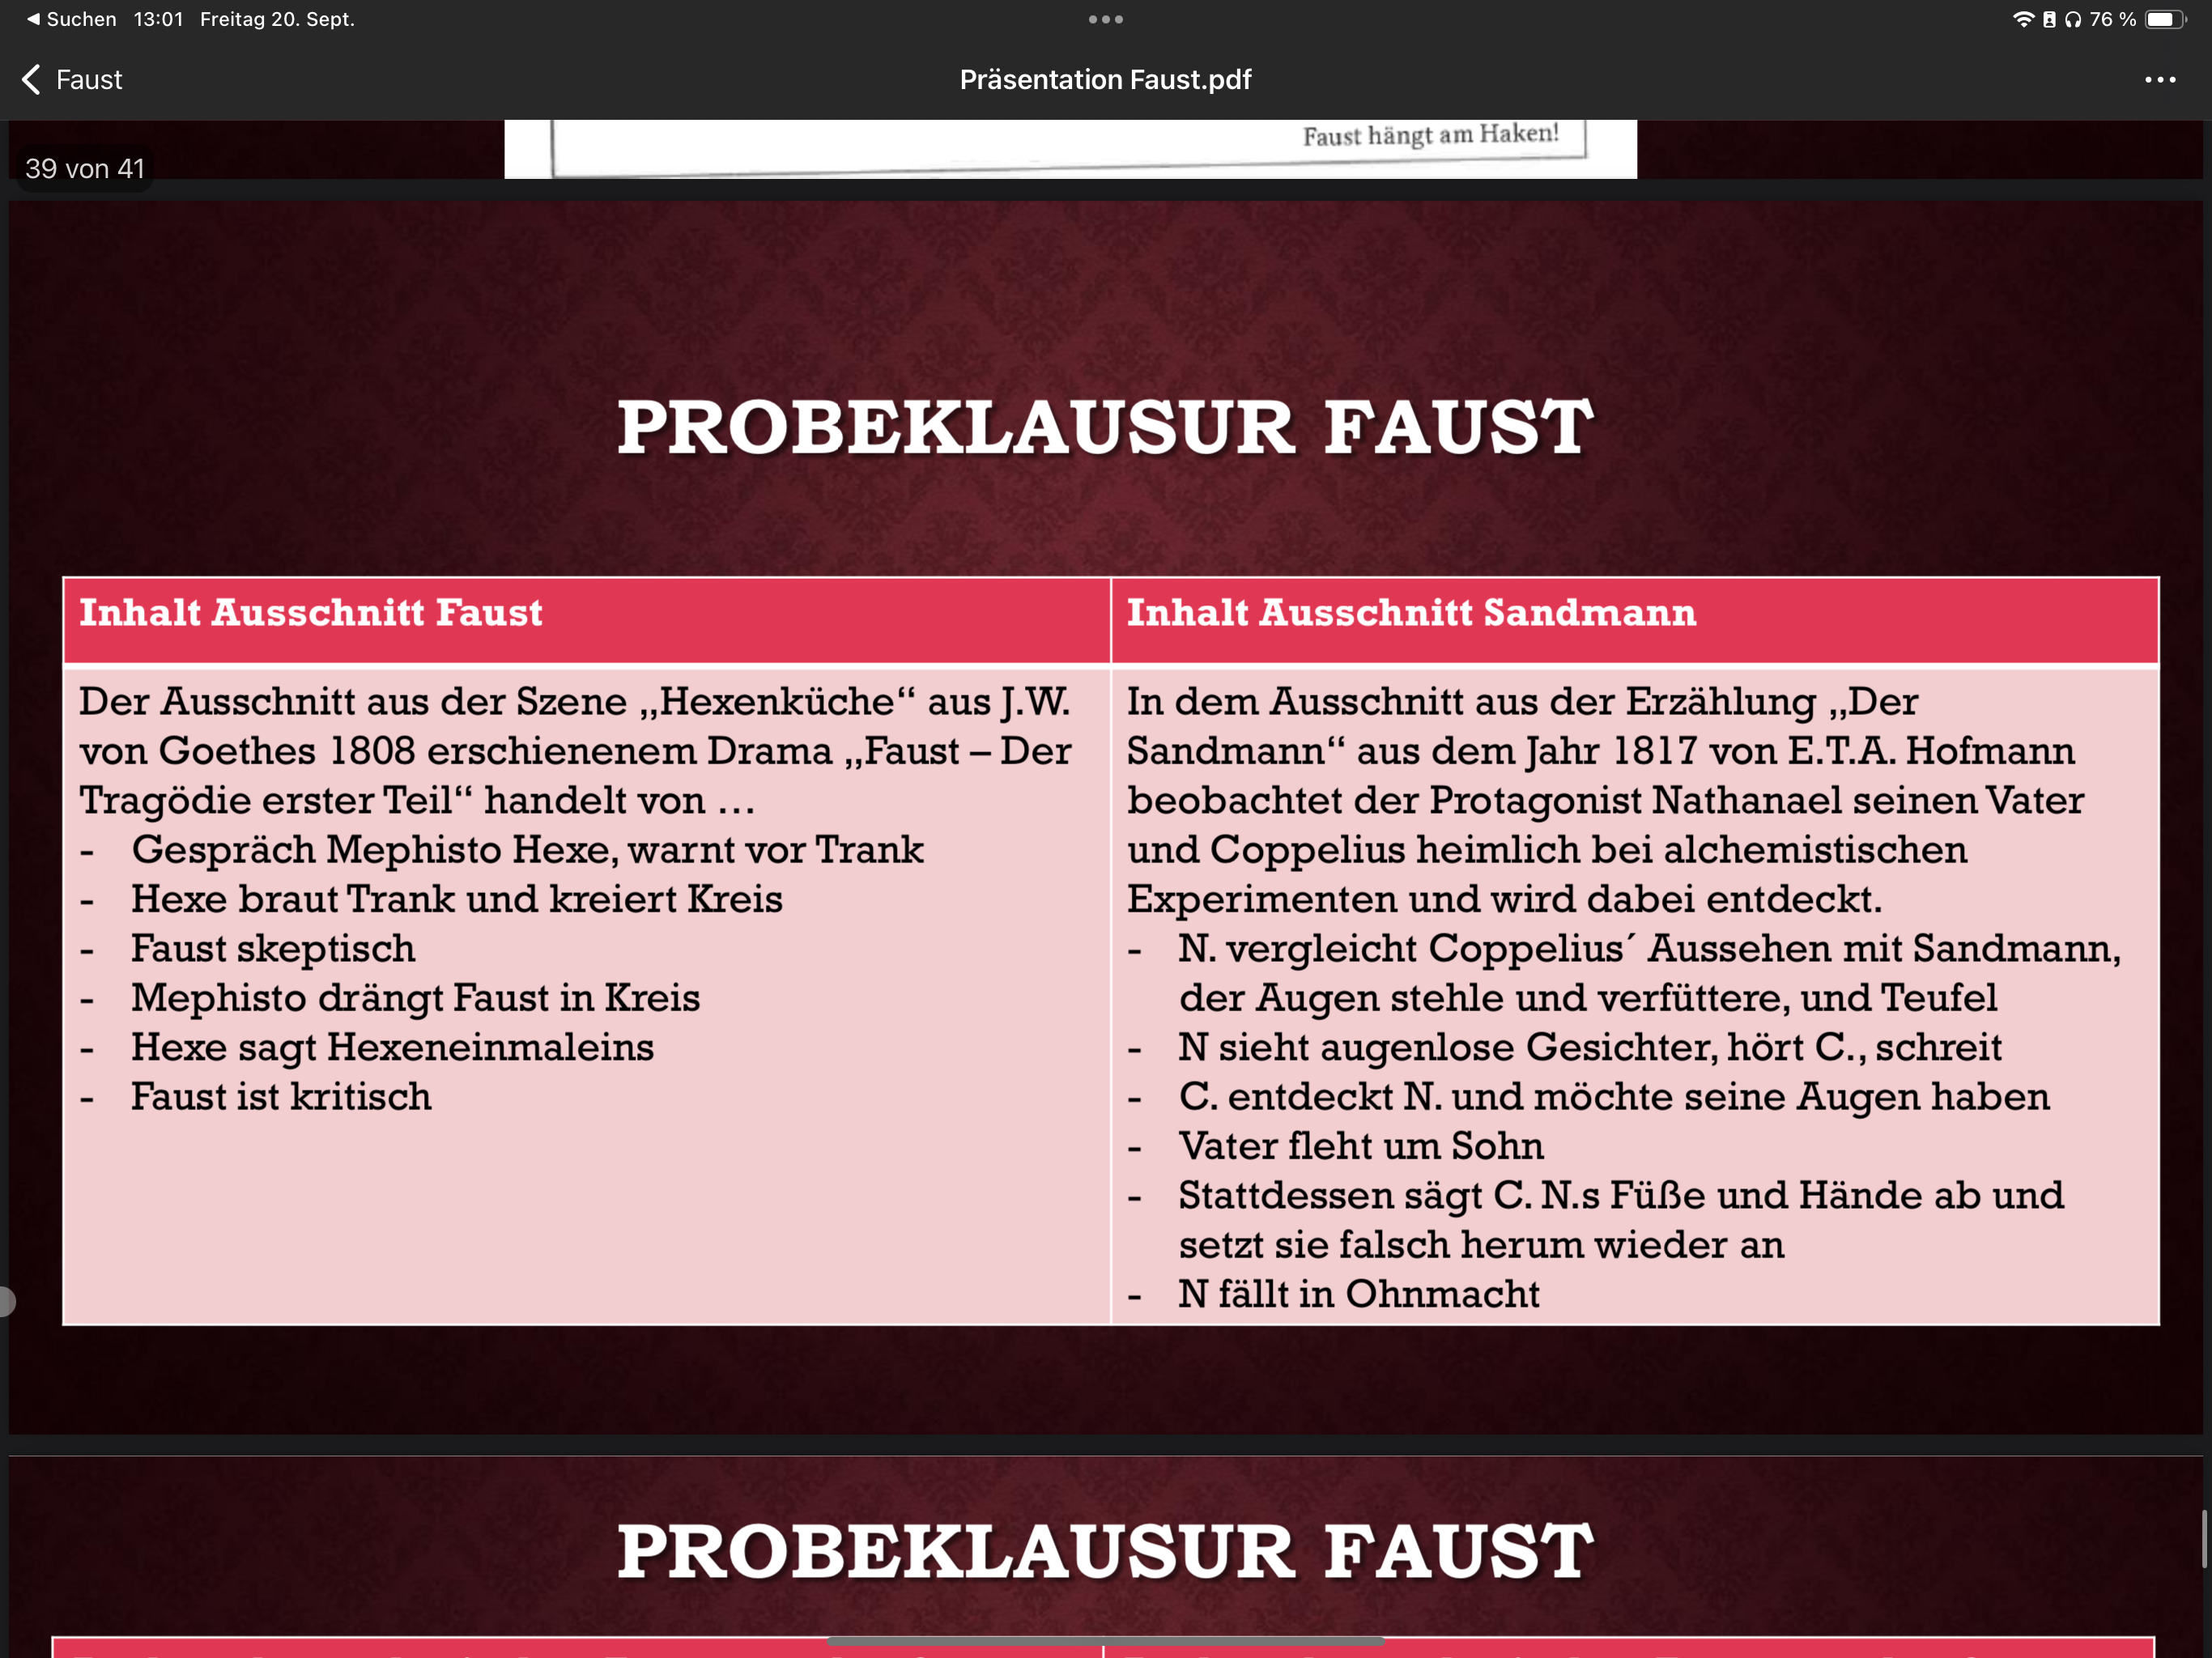 ◀ Suchen 13:01 Freitag 20. Sept.
76 %
Faust
Präsentation Faust.pdf
Faust hängt am Haken!
39 von 41
PROBEKLAUSUR FAUST
Inhalt Ausschnitt Faust
Der Ausschnitt aus der Szene „Hexenküche“ aus J.W.
von Goethes 1808 erschienenem Drama „Faust – Der
Tragödie erster Teil“ handelt von …
- Gespräch Mephisto Hexe, warnt vor Trank
- Hexe braut Trank und kreiert Kreis
- Faust skeptisch
- Mephisto drängt Faust in Kreis
- Hexe sagt Hexeneinmaleins
- Faust ist kritisch
Inhalt Ausschnitt Sandmann
In dem Ausschnitt aus der Erzählung „Der
Sandmann“ aus dem Jahr 1817 von E.T.A. Hofmann
beobachtet der Protagonist Nathanael seinen Vater
und Coppelius heimlich bei alchemistischen
Experimenten und wird dabei entdeckt.
- N. vergleicht Coppelius´ Aussehen mit Sandmann,
der Augen stehle und verfüttere, und Teufel
- N sieht augenlose Gesichter, hört C., schreit
- C. entdeckt N. und möchte seine Augen haben
- Vater fleht um Sohn
- Stattdessen sägt C. N.s Füße und Hände ab und
setzt sie falsch herum wieder an
- N fällt in Ohnmacht
PROBEKLAUSUR FAUST